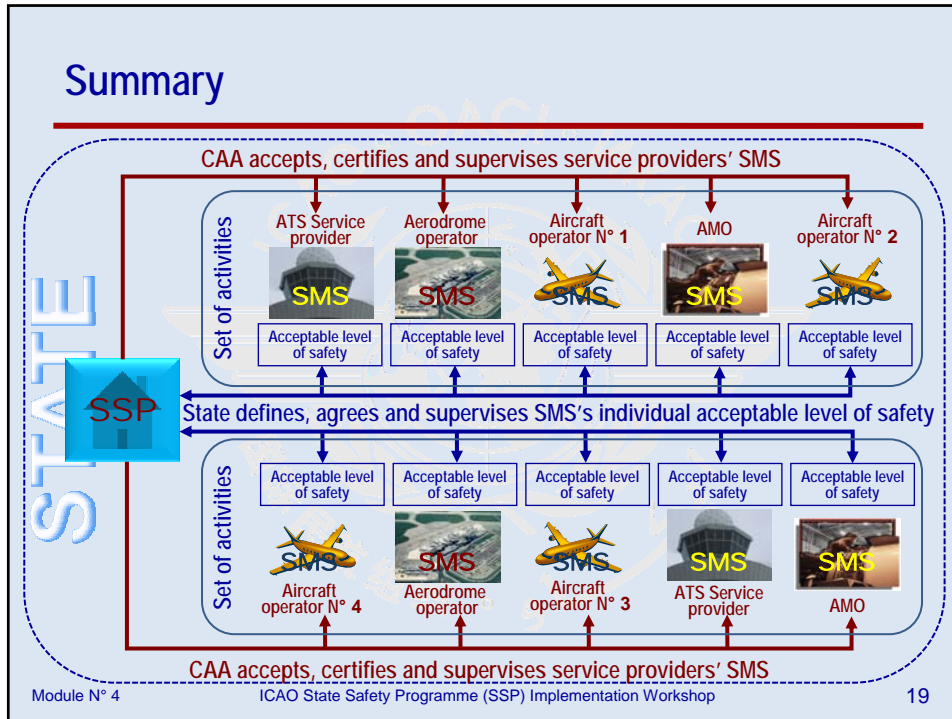 Summary
CAA accepts, certifies and supervises service providers' SMS
STATE
Set of activities
ATS Service
provider
SMS
Aerodrome
operator
SMS
Aircraft
operator N° 1
SMS
AMO
SMS
Aircraft
operator N° 2
SMS
Acceptable level
of safety
Acceptable level
of safety
Acceptable level
of safety
Acceptable level
of safety
Acceptable level
of safety
SSP
State defines, agrees and supervises SMS's individual acceptable level of safety
Set of activities
Acceptable level
of safety
Acceptable level
of safety
Acceptable level
of safety
Acceptable level
of safety
Acceptable level
of safety
SMS
Aircraft
operator N° 4
SMS
Aerodrome
operator
SMS
Aircraft
operator N° 3
SMS
ATS Service
provider
SMS
AMO
CAA accepts, certifies and supervises service providers' SMS
Module N° 4
ICAO State Safety Programme (SSP) Implementation Workshop
19